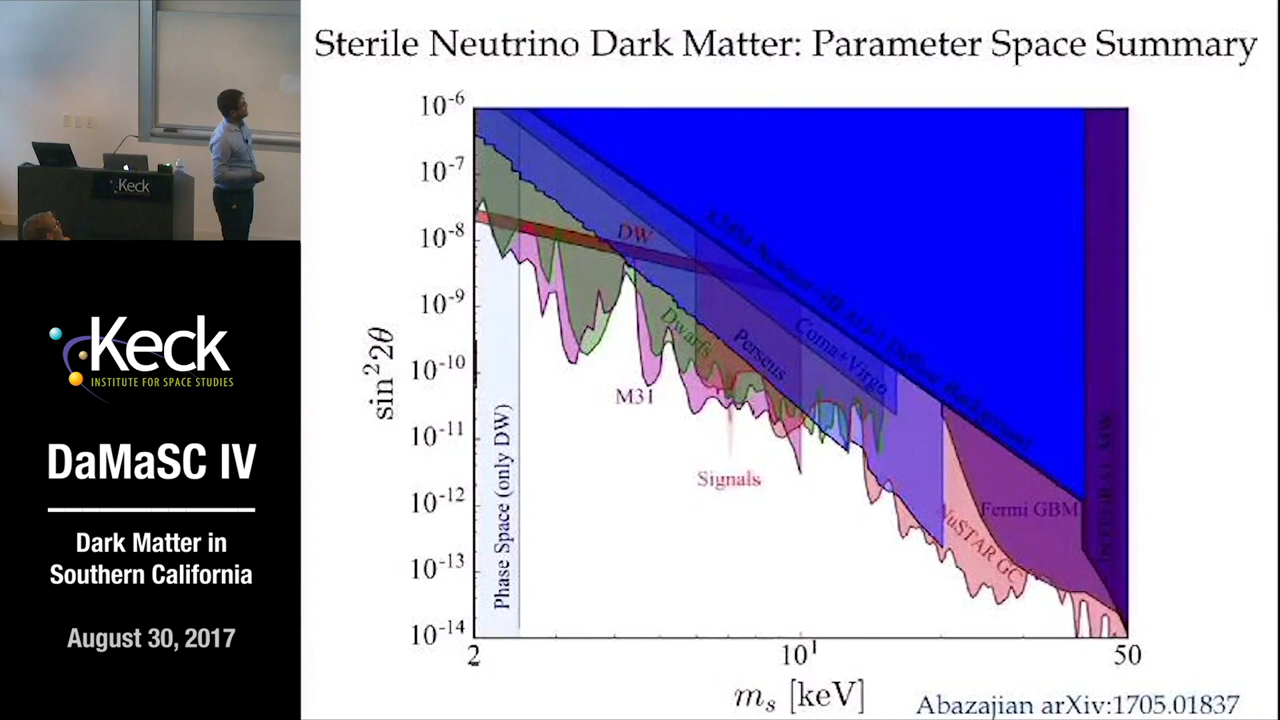 Sterile Neutrino Dark Matter: Parameter Space Summary
Keck
Keck
INSTITUTE FOR SPACE STUDIES
DaMaSC IV
Dark Matter in
Southern California
August 30, 2017
10^-6
10^-7
10^-8
10^-9
10^-10
10^-11
10^-12
10^-13
10^-14
sin²2θ
2
10^1
50
m_s [keV]
Phase Space (only DW)
DW
Dwarfs
Perseus
Coma+Virgo
M31
Signals
Fermi GBM
NuSTAR GC
INTEGRAL MW
Abazajian arXiv:1705.01837